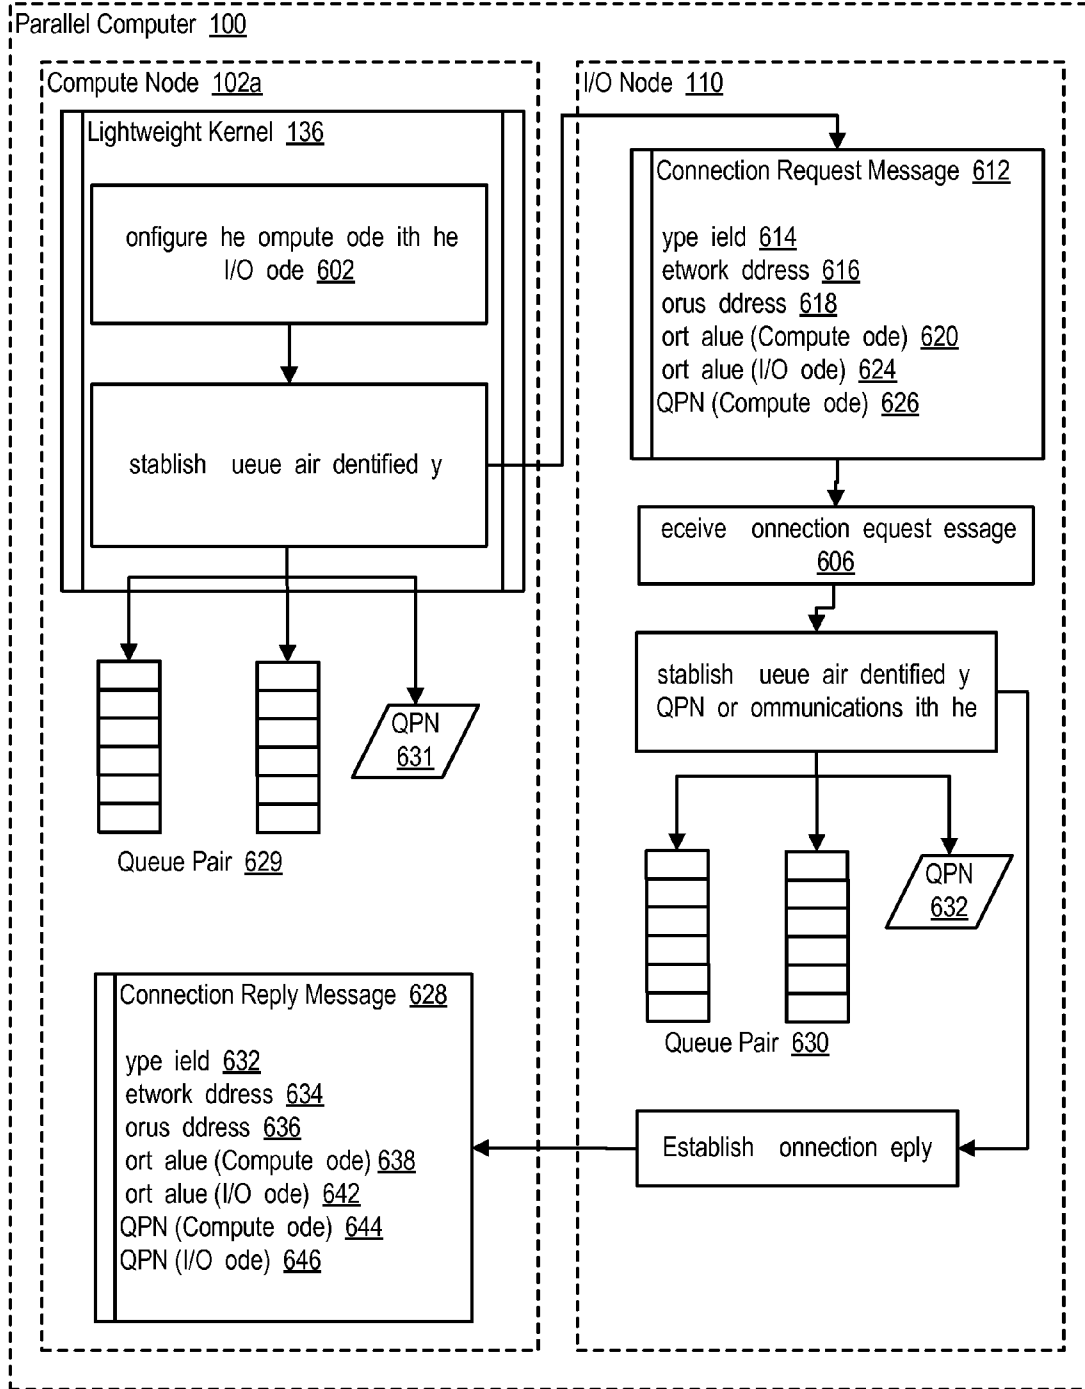 Parallel Computer 100
Compute Node 102a
Lightweight Kernel 136
onfigure he ompute ode ith he
I/O ode 602
stablish ueue air dentified y
QPN
631
Queue Pair 629
Connection Reply Message 628
ype ield 632
etwork ddress 634
orus ddress 636
ort alue (Compute ode) 638
ort alue (I/O ode) 642
QPN (Compute ode) 644
QPN (I/O ode) 646
I/O Node 110
Connection Request Message 612
ype ield 614
etwork ddress 616
orus ddress 618
ort alue (Compute ode) 620
ort alue (I/O ode) 624
QPN (Compute ode) 626
eceive onnection equest essage
606
stablish ueue air dentified y
QPN or ommunications ith he
QPN
632
Queue Pair 630
Establish onnection eply